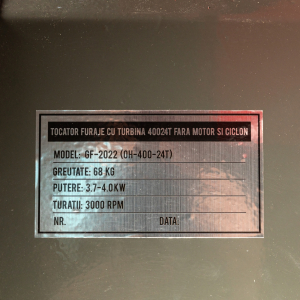 TOCATOR FURAJE CU TURBINA 40024T FARA MOTOR SI CICLON
MODEL: GF-2022 (OH-400-24T)
GREUTATE: 68 KG
PUTERE: 3.7-4.0KW
TURATII: 3000 RPM
NR. DATA: